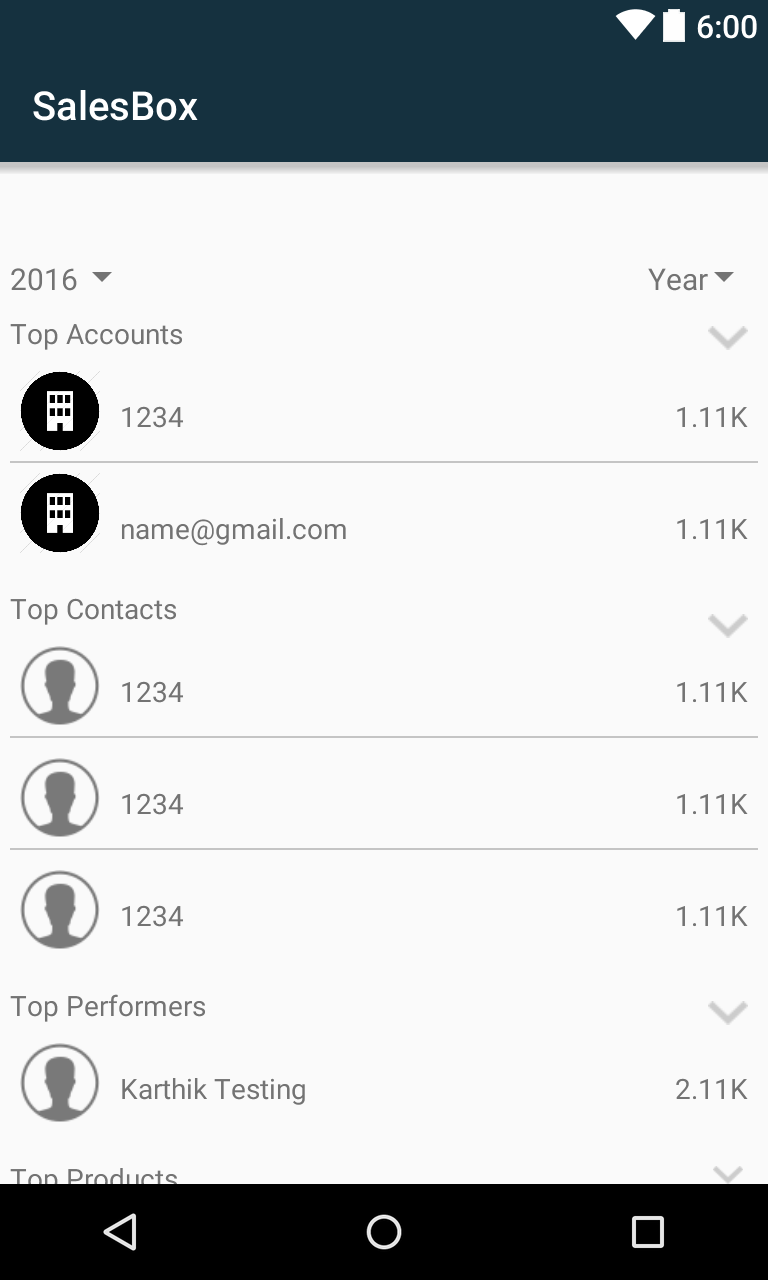 6:00
SalesBox
2016 Year
Top Accounts
1234 1.11K
name@gmail.com 1.11K
Top Contacts
1234 1.11K
1234 1.11K
1234 1.11K
Top Performers
Karthik Testing 2.11K
Top Products